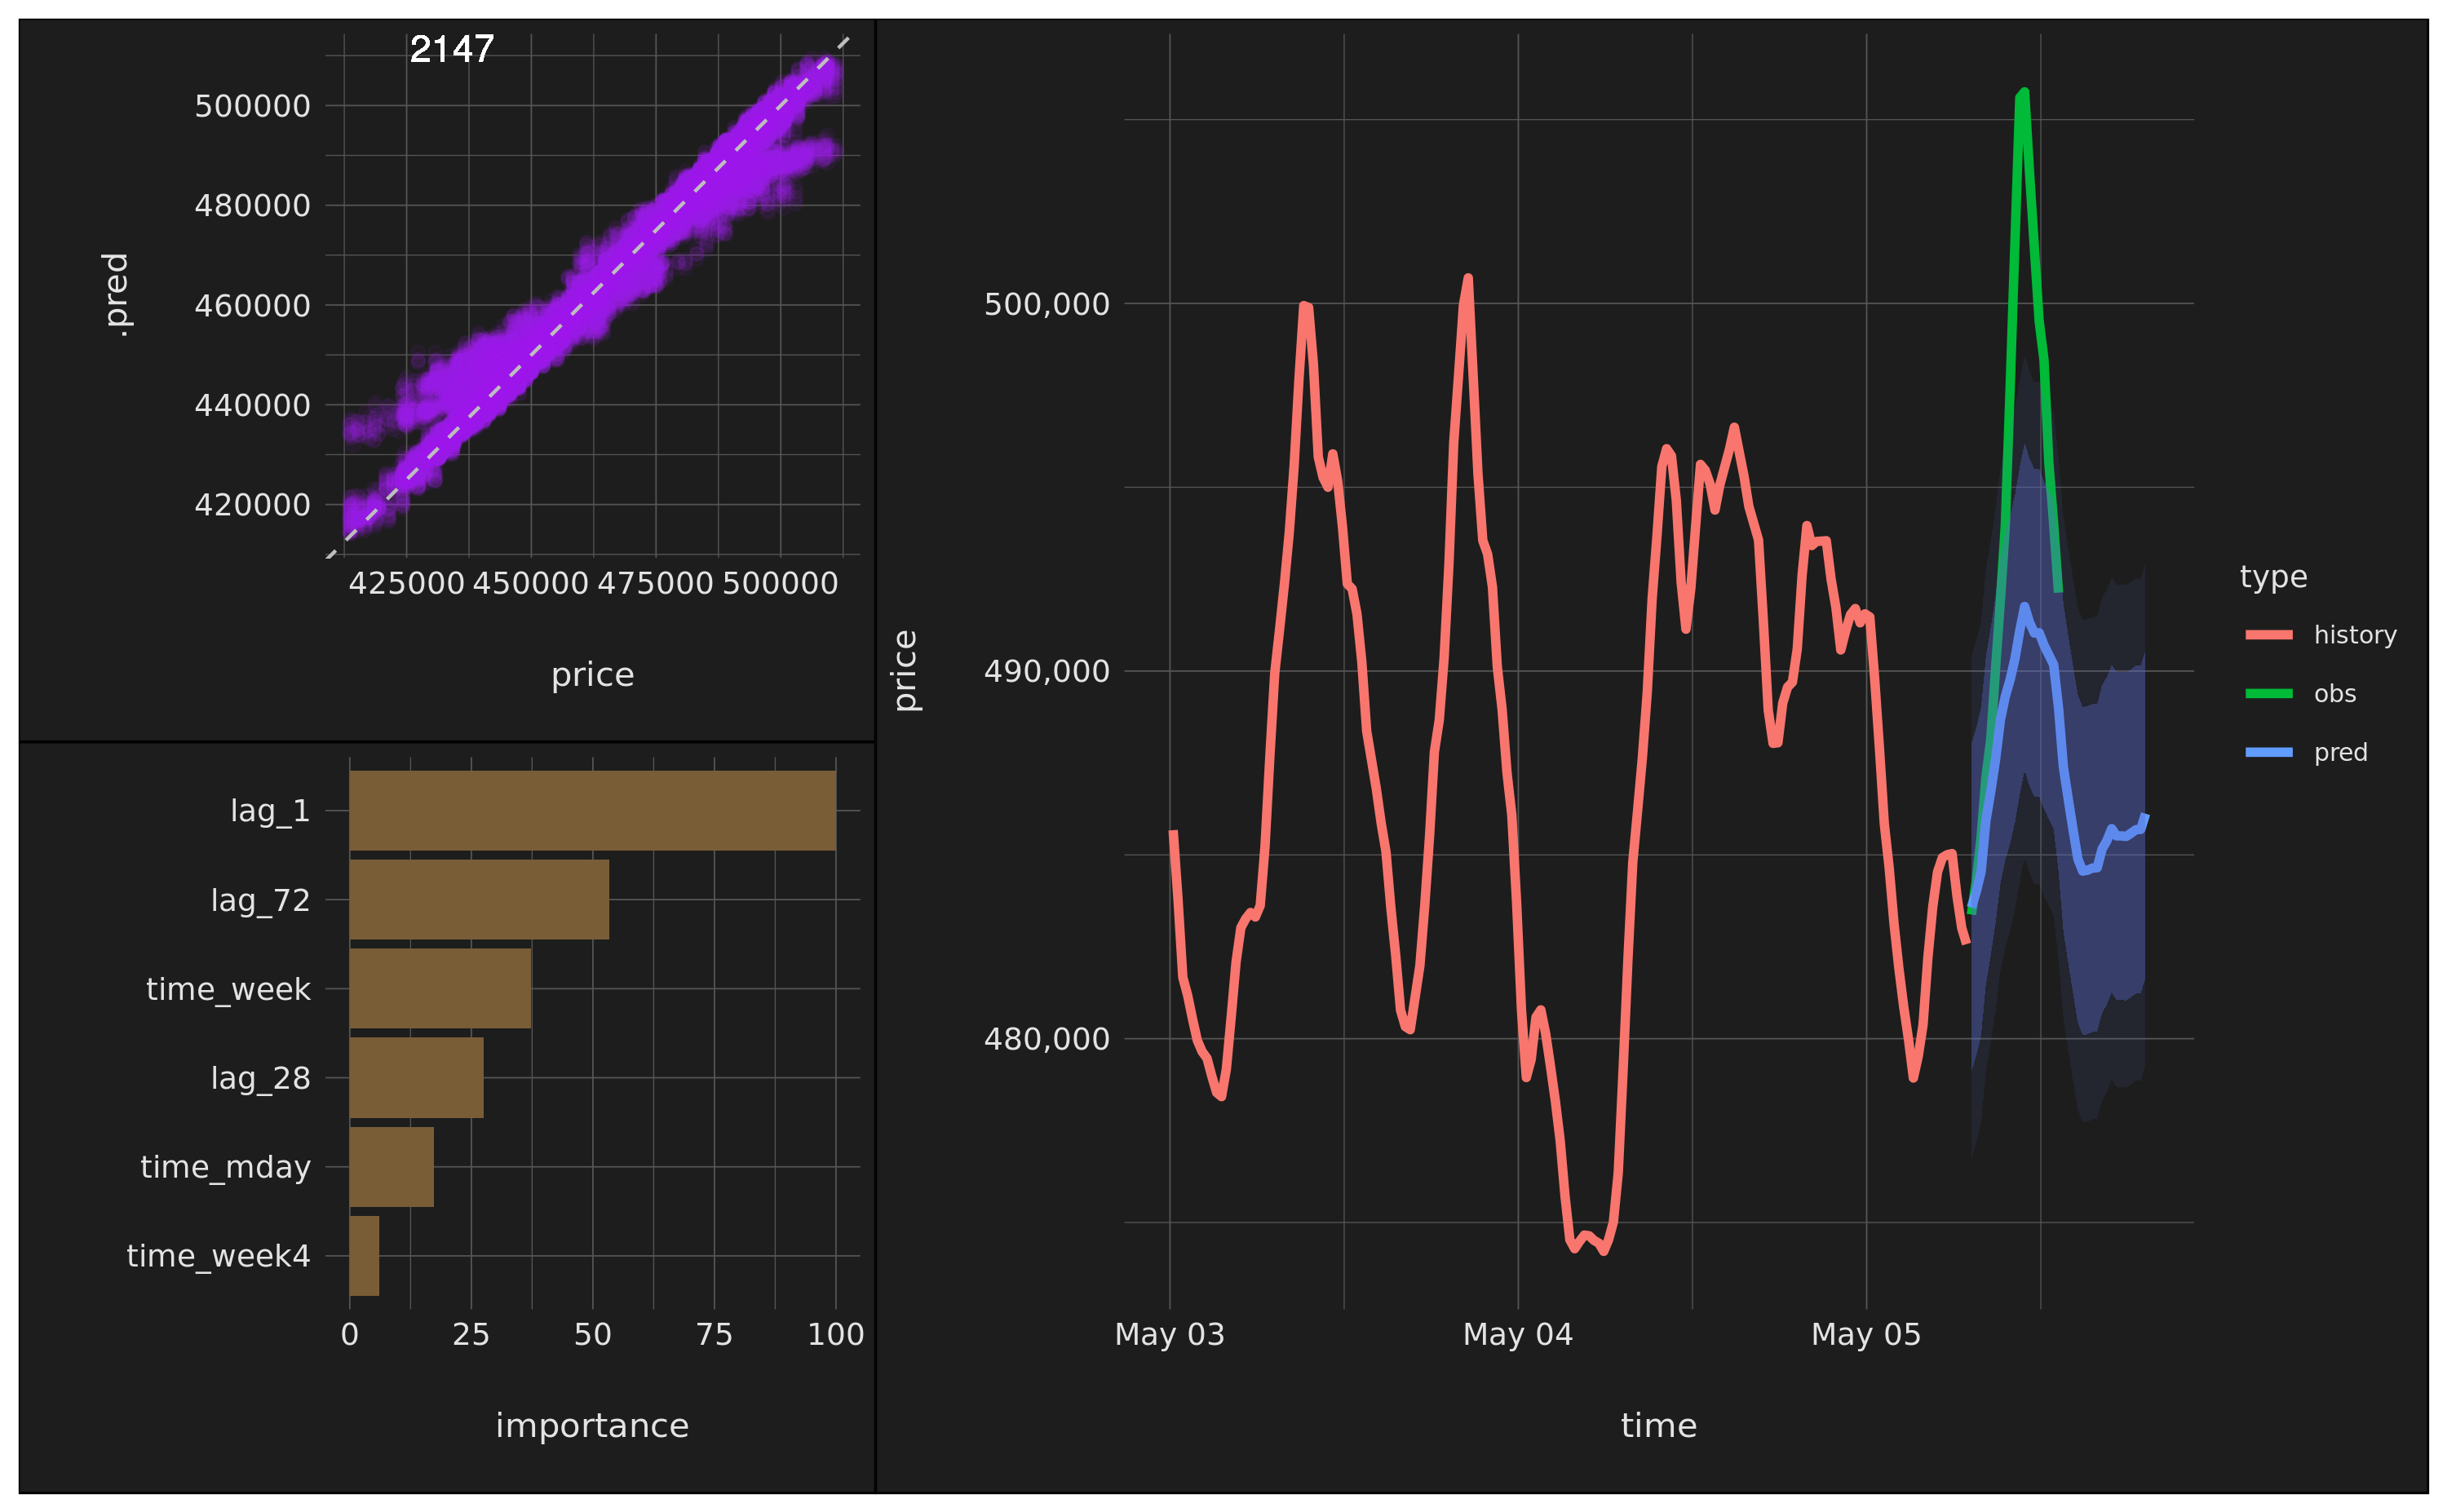 2147
500000
480000
460000
440000
420000
.pred
425000 450000 475000 500000
price
lag_1
lag_72
time_week
lag_28
time_mday
time_week4
0 25 50 75 100
importance
500,000
490,000
480,000
price
May 03 May 04 May 05
time
type
history
obs
pred